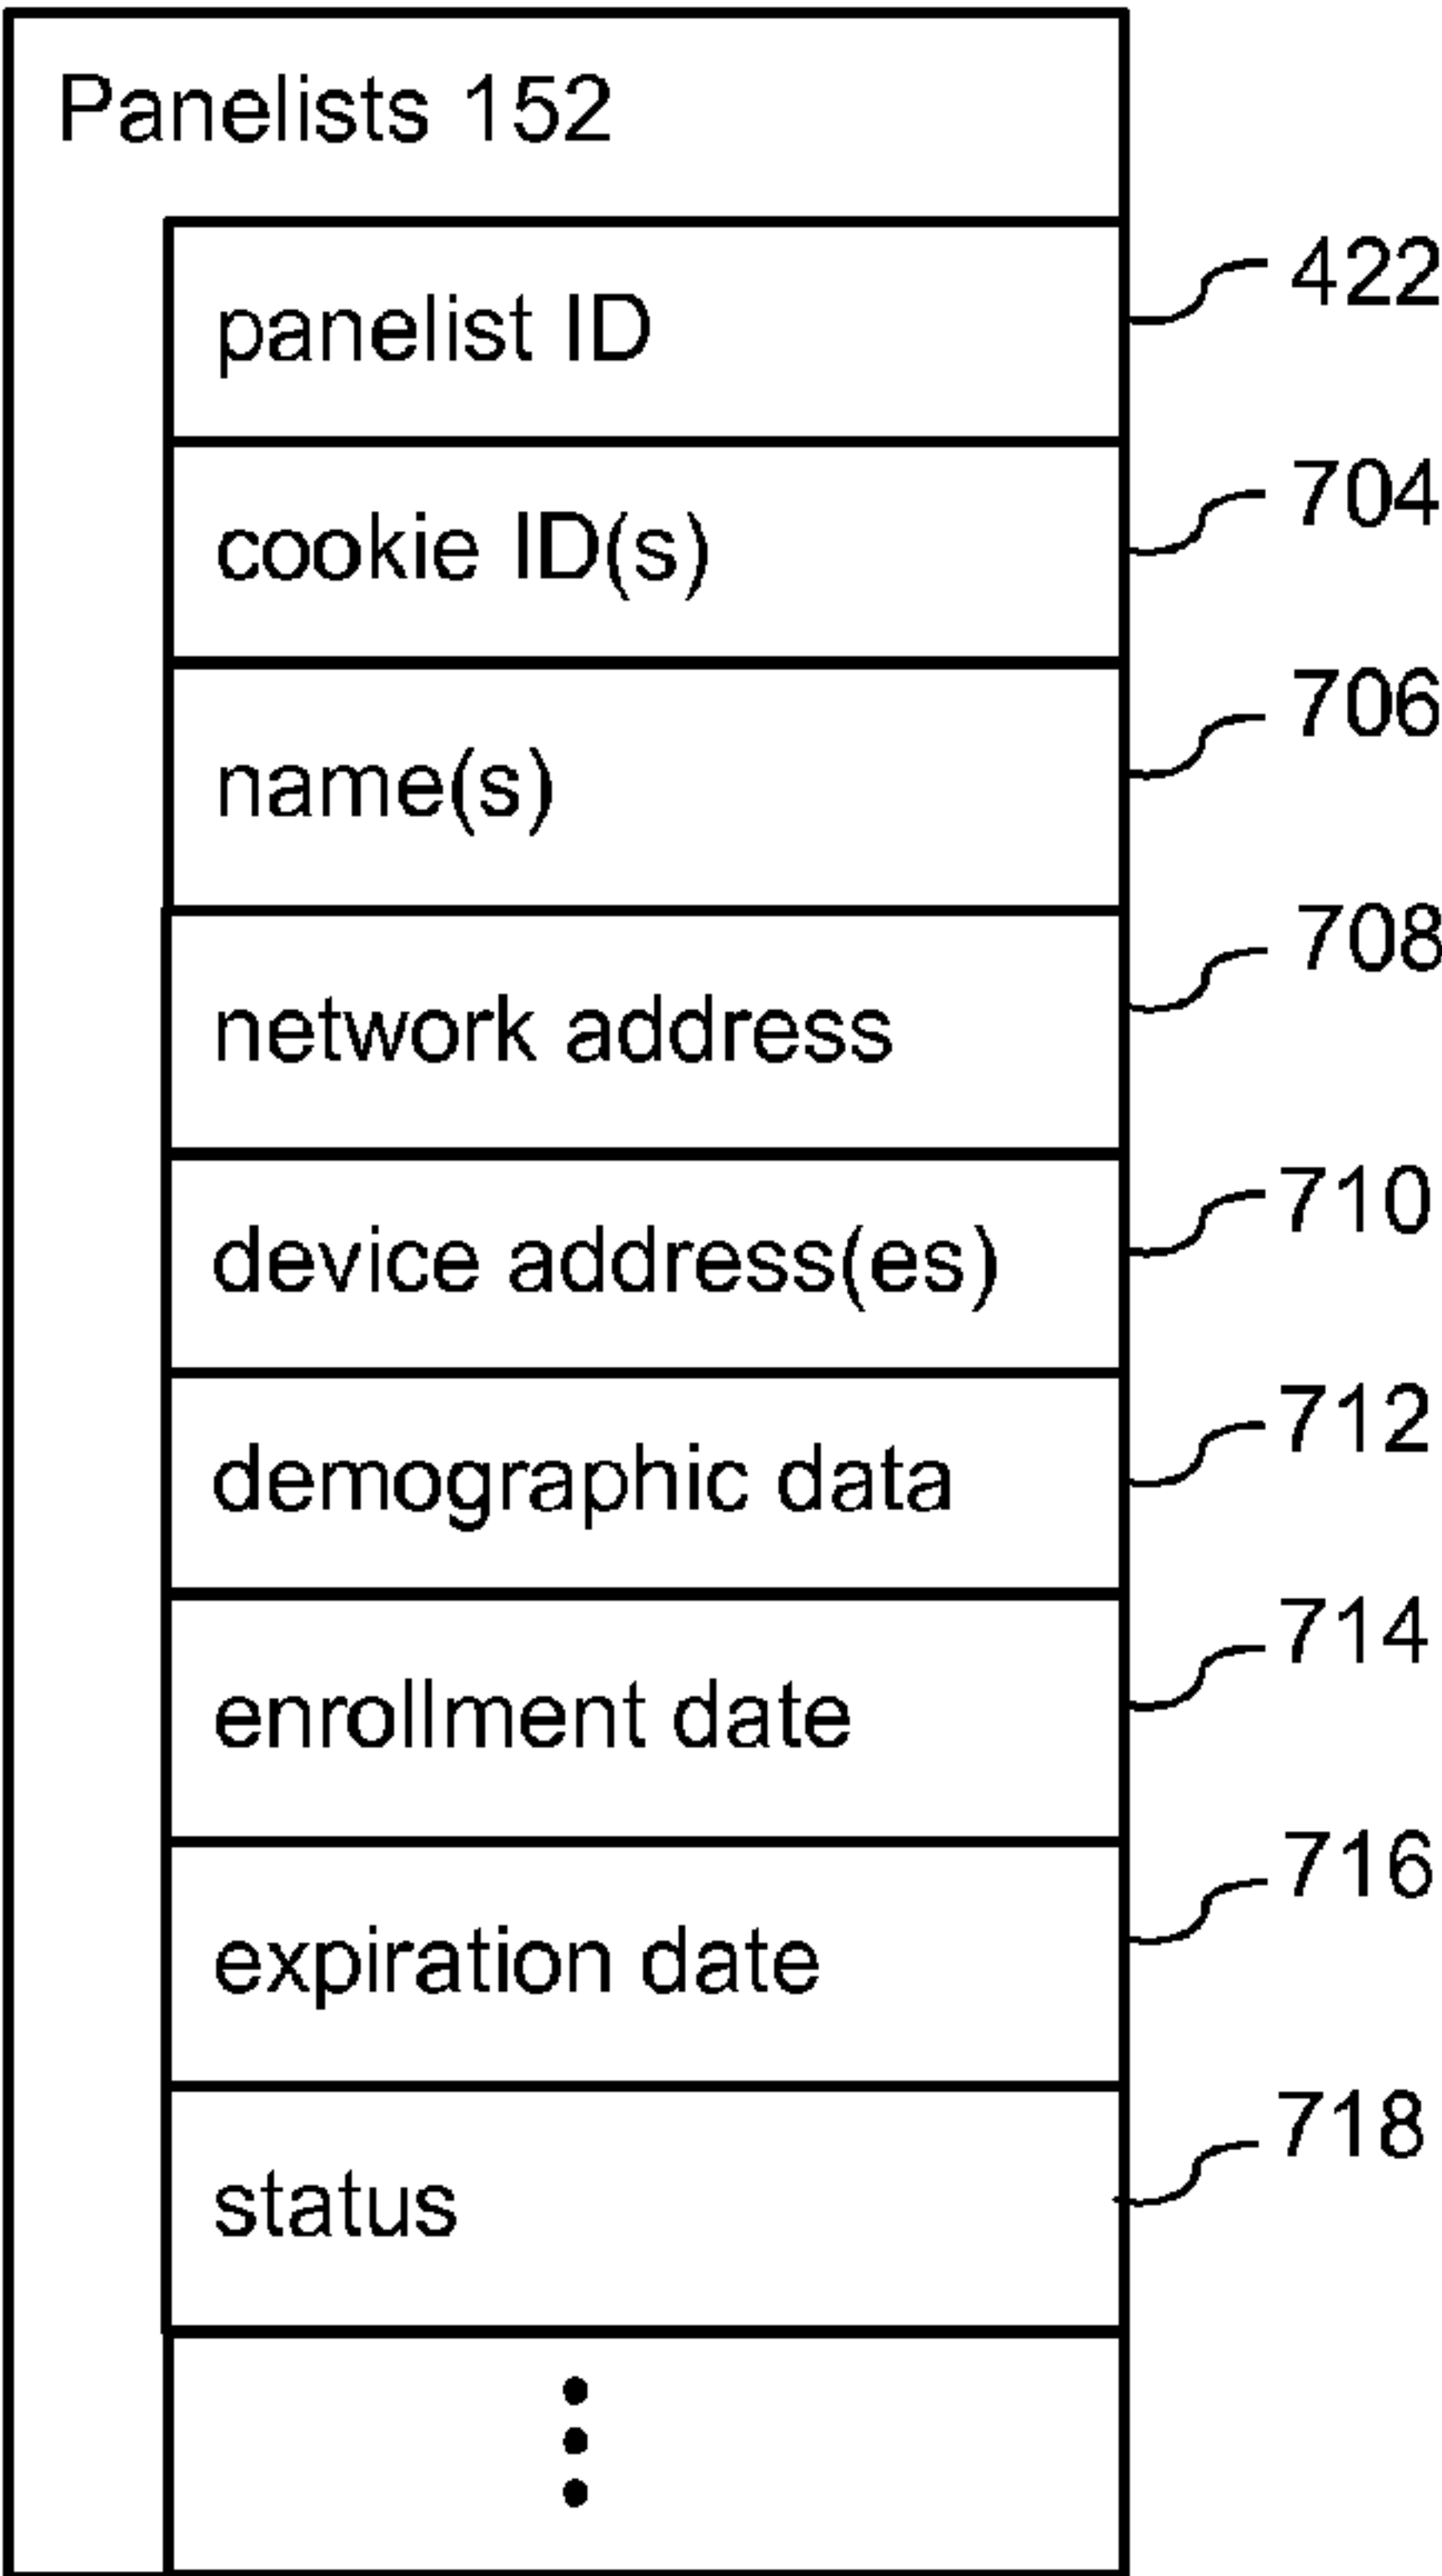 Panelists 152
panelist ID 422
cookie ID(s) 704
name(s) 706
network address 708
device address(es) 710
demographic data 712
enrollment date 714
expiration date 716
status 718